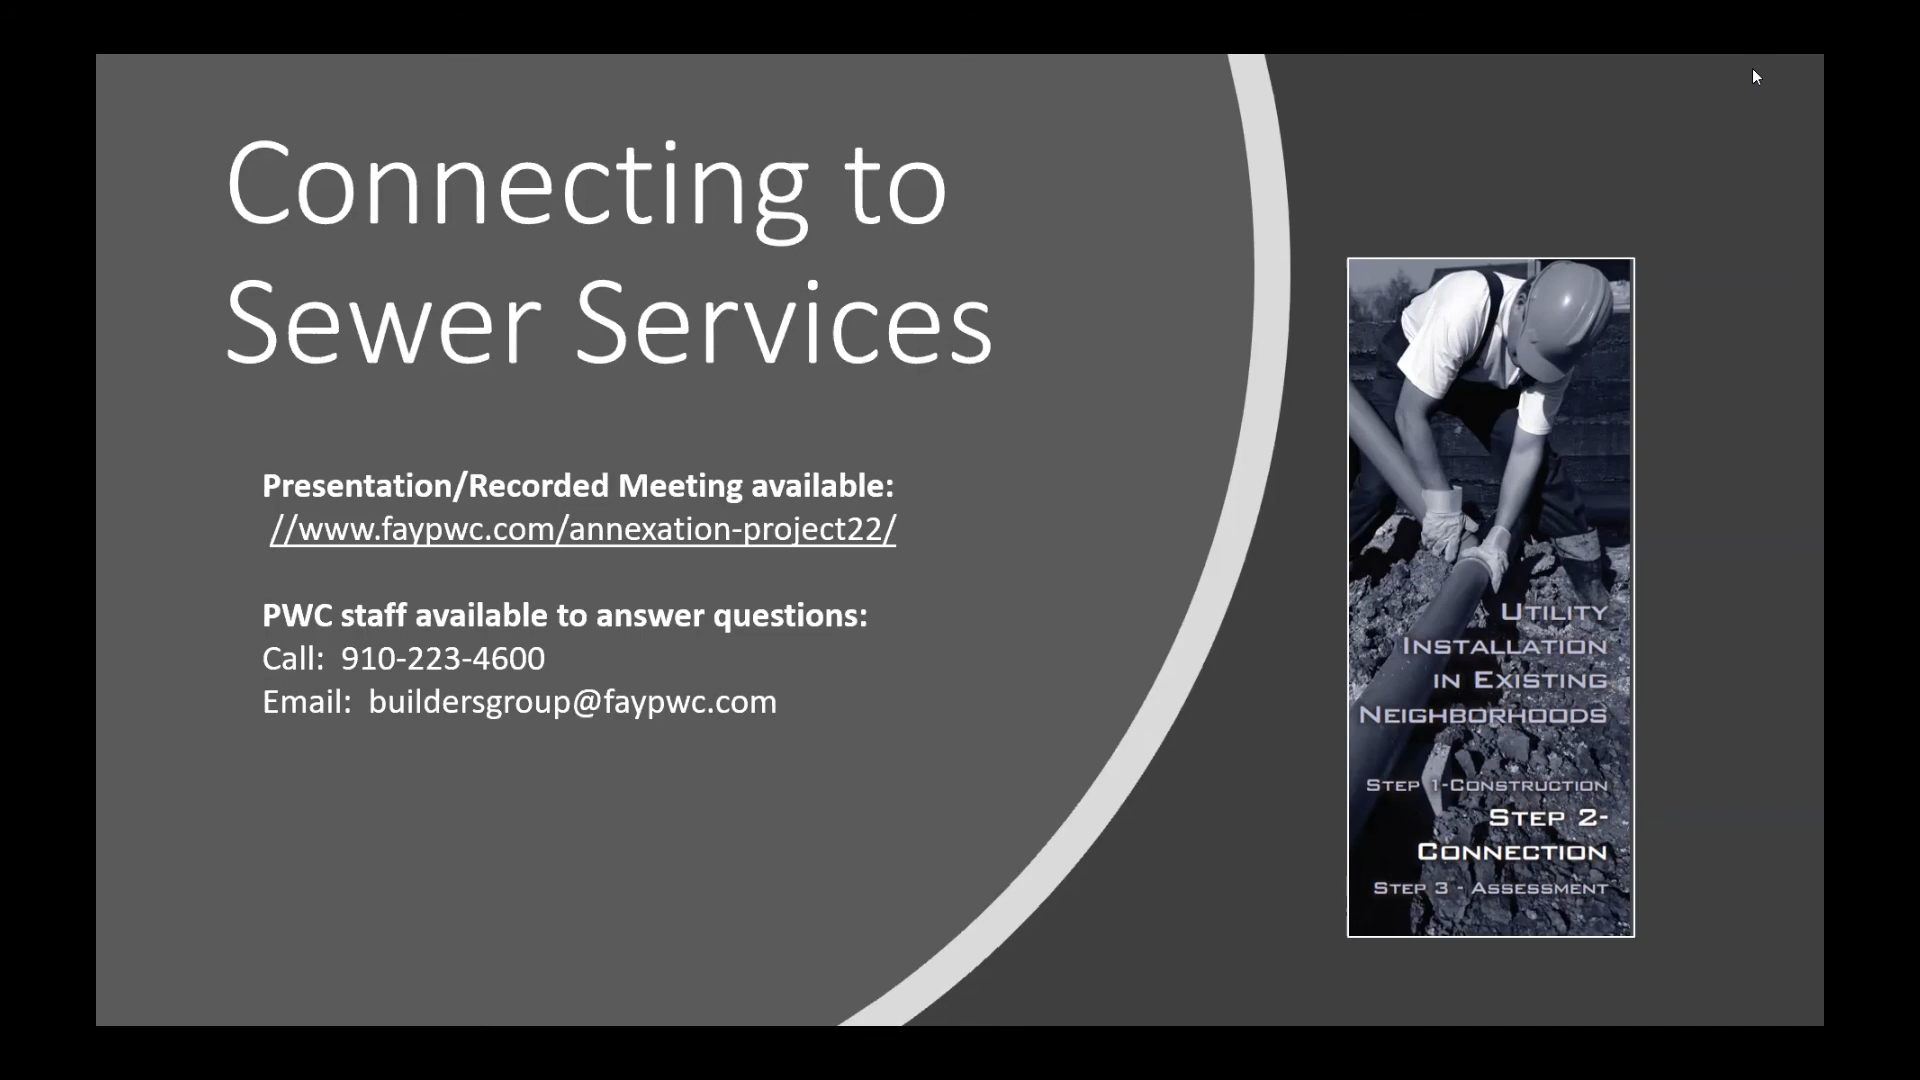 Connecting to
Sewer Services
Presentation/Recorded Meeting available:
//www.faypwc.com/annexation-project22/
PWC staff available to answer questions:
Call: 910-223-4600
Email: buildersgroup@faypwc.com
Utility
Installation
in Existing
Neighborhoods
Step 1-Construction
Step 2-
Connection
Step 3 - Assessment